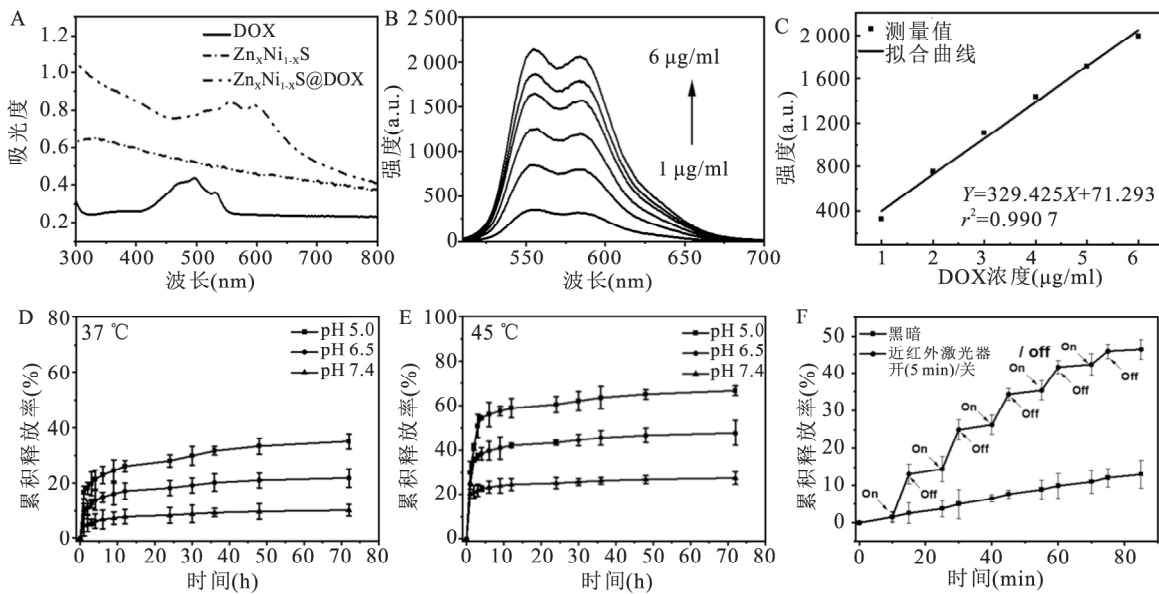 A
DOX
ZnₓNi₁₋ₓS
ZnₓNi₁₋ₓS@DOX
吸光度
1.2
1.0
0.8
0.6
0.4
0.2
300 400 500 600 700 800
波长(nm)
B
6 μg/ml
1 μg/ml
强度(a.u.)
2 500
2 000
1 500
1 000
500
0
550 600 650 700
波长(nm)
C
测量值
拟合曲线
强度(a.u.)
2 000
1 600
1 200
800
400
Y=329.425X+71.293
r²=0.990 7
1 2 3 4 5 6
DOX浓度(μg/ml)
D
37 ℃
pH 5.0
pH 6.5
pH 7.4
累积释放率(%)
80
60
40
20
0
0 10 20 30 40 50 60 70 80
时间(h)
E
45 ℃
pH 5.0
pH 6.5
pH 7.4
累积释放率(%)
100
80
60
40
20
0
0 10 20 30 40 50 60 70 80
时间(h)
F
黑暗
近红外激光器
开(5 min)/关
/ off
On On On On On
Off Off Off Off Off
累积释放率(%)
50
40
30
20
10
0
0 20 40 60 80
时间(min)